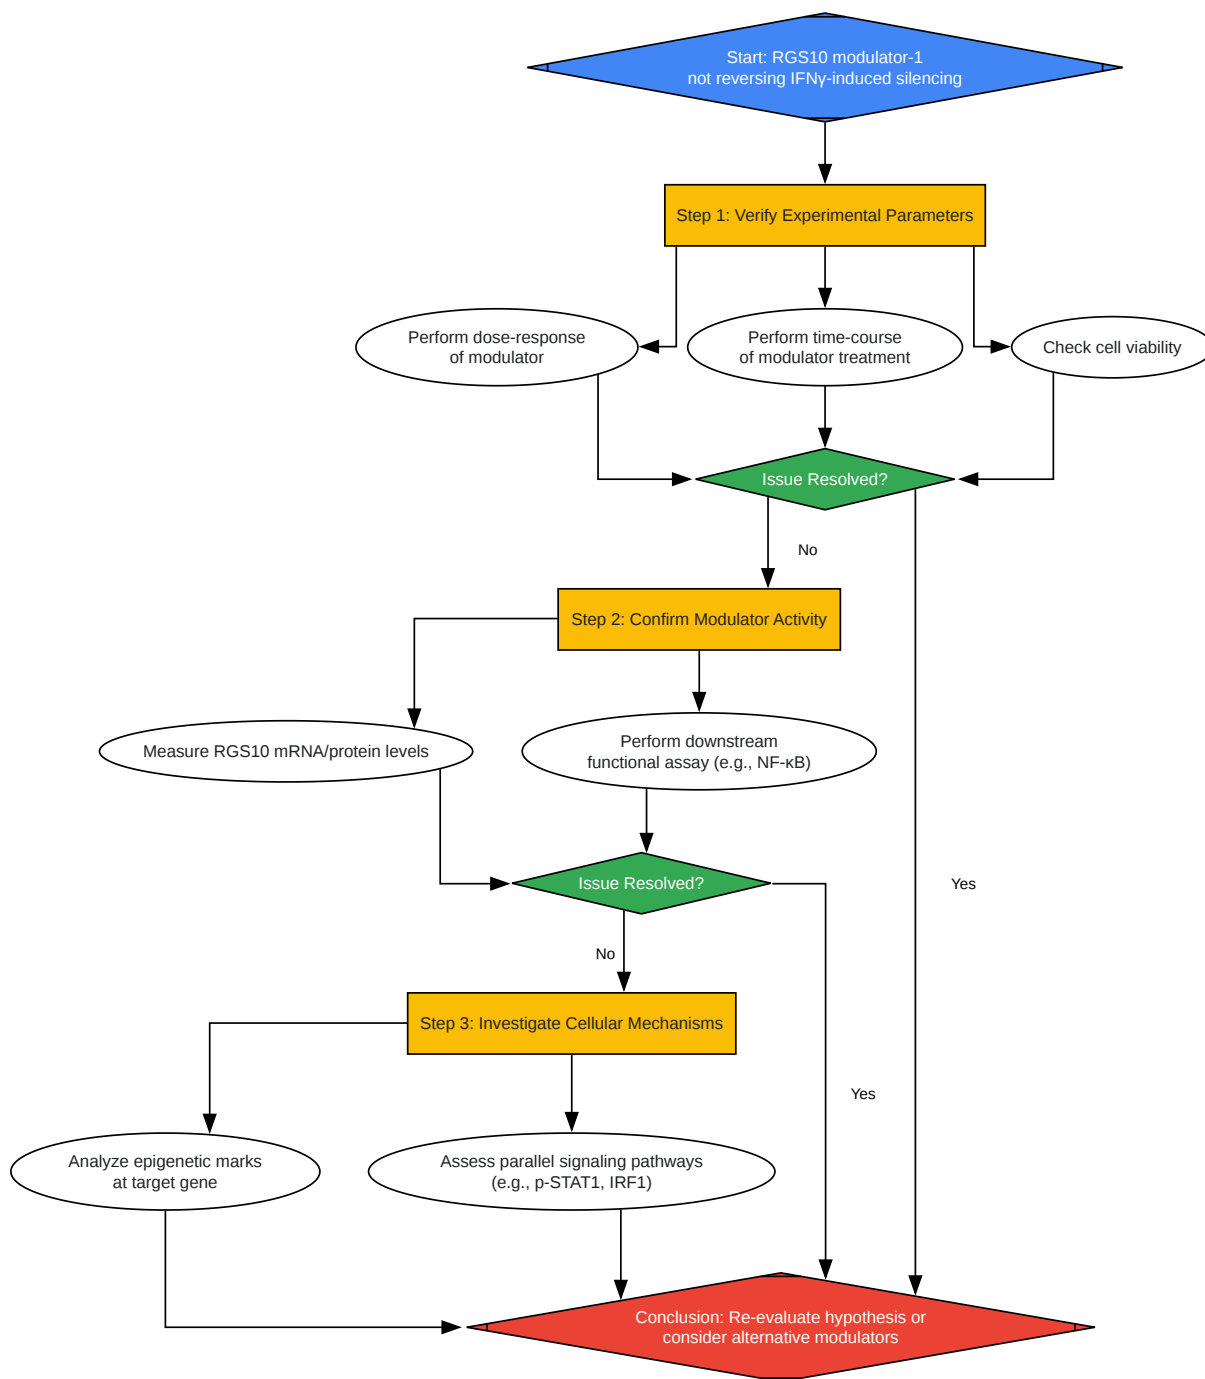 Start: RGS10 modulator-1
not reversing IFNγ-induced silencing
Step 1: Verify Experimental Parameters
Perform dose-response
of modulator
Perform time-course
of modulator treatment
Check cell viability
Issue Resolved?
No
Step 2: Confirm Modulator Activity
Measure RGS10 mRNA/protein levels
Perform downstream
functional assay (e.g., NF-κB)
Issue Resolved?
Yes
No
Step 3: Investigate Cellular Mechanisms
Yes
Analyze epigenetic marks
at target gene
Assess parallel signaling pathways
(e.g., p-STAT1, IRF1)
Conclusion: Re-evaluate hypothesis or
consider alternative modulators